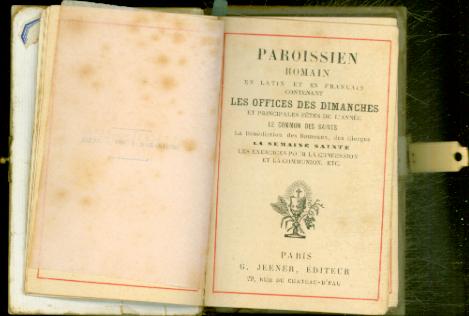 PAROISSIEN
ROMAIN
EN LATIN ET EN FRANÇAIS
CONTENANT
LES OFFICES DES DIMANCHES
ET PRINCIPALES FÊTES DE L'ANNÉE
LE COMMUN DES SAINTS
La Bénédiction des Rameaux, des Cierges
LA SEMAINE SAINTE
LES EXERCICES POUR LA CONFESSION
ET LA COMMUNION, ETC.
PARIS
G. JEENER, EDITEUR
RUE DU CHATEAU-D'EAU